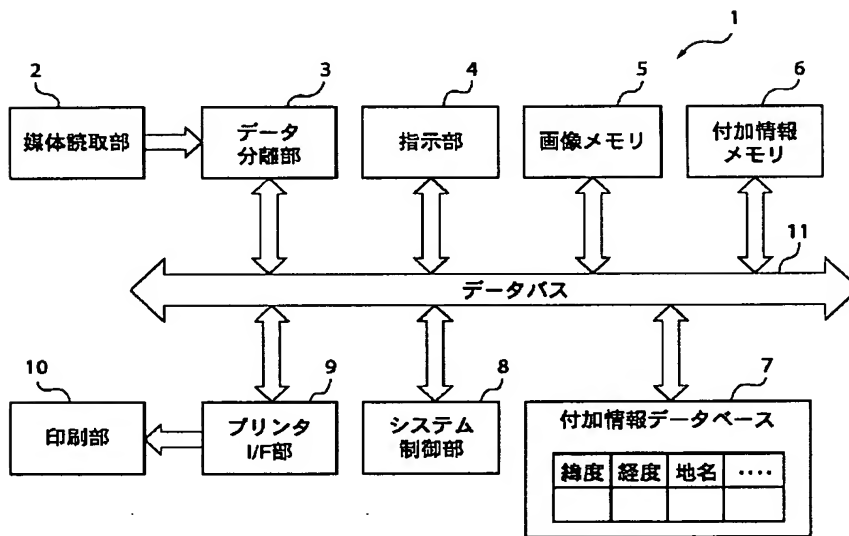 1
2
3
4
5
6
媒体読取部
データ
分離部
指示部
画像メモリ
付加情報
メモリ
11
データバス
10
9
8
7
印刷部
プリンタ
I/F部
システム
制御部
付加情報データベース
緯度 経度 地名 ‥‥